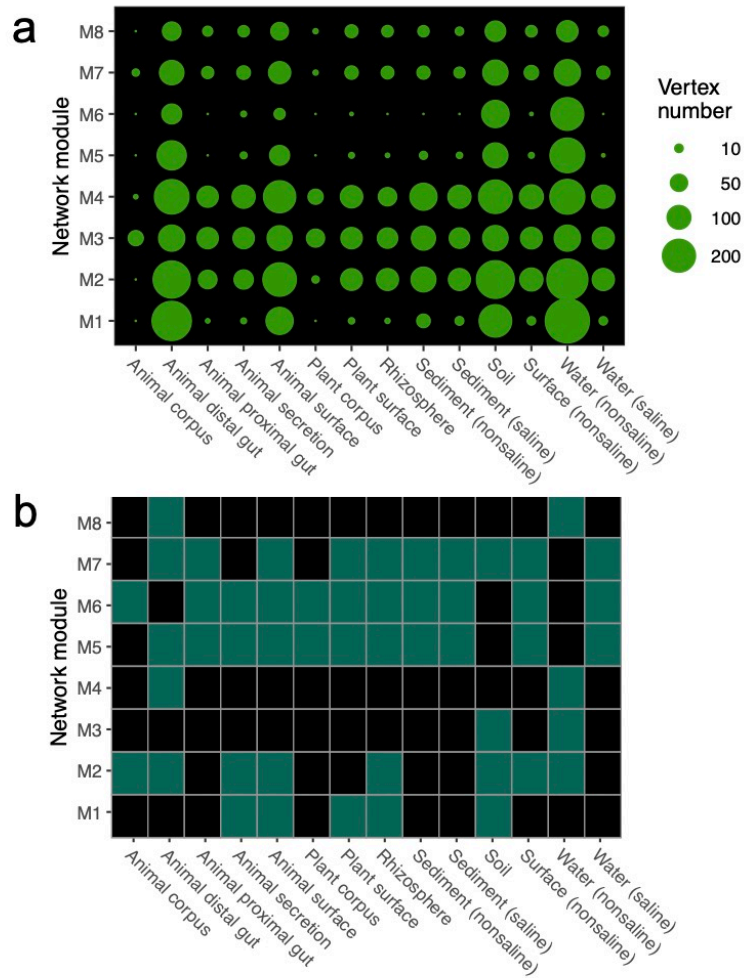 a
Network module
M8
M7
M6
M5
M4
M3
M2
M1
Animal corpus
Animal distal gut
Animal proximal gut
Animal secretion
Animal surface
Plant corpus
Plant surface
Rhizosphere
Sediment (nonsaline)
Sediment (saline)
Soil
Surface (nonsaline)
Water (nonsaline)
Water (saline)
Vertex
number
10
50
100
200
b
Network module
M8
M7
M6
M5
M4
M3
M2
M1
Animal corpus
Animal distal gut
Animal proximal gut
Animal secretion
Animal surface
Plant corpus
Plant surface
Rhizosphere
Sediment (nonsaline)
Sediment (saline)
Soil
Surface (nonsaline)
Water (nonsaline)
Water (saline)